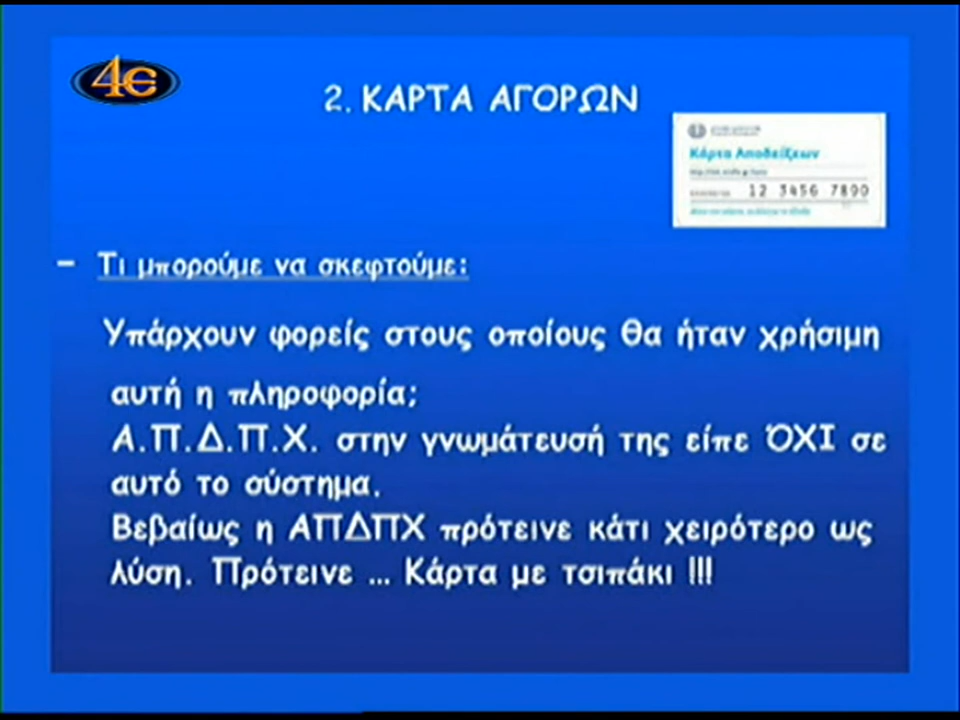 4E
2. ΚΑΡΤΑ ΑΓΟΡΩΝ
Κάρτα Αποδείξεων
12 3456 7890
– Τι μπορούμε να σκεφτούμε:
Υπάρχουν φορείς στους οποίους θα ήταν χρήσιμη
αυτή η πληροφορία;
Α.Π.Δ.Π.Χ. στην γνωμάτευσή της είπε ΌΧΙ σε
αυτό το σύστημα.
Βεβαίως η ΑΠΔΠΧ πρότεινε κάτι χειρότερο ως
λύση. Πρότεινε ... Κάρτα με τσιπάκι !!!